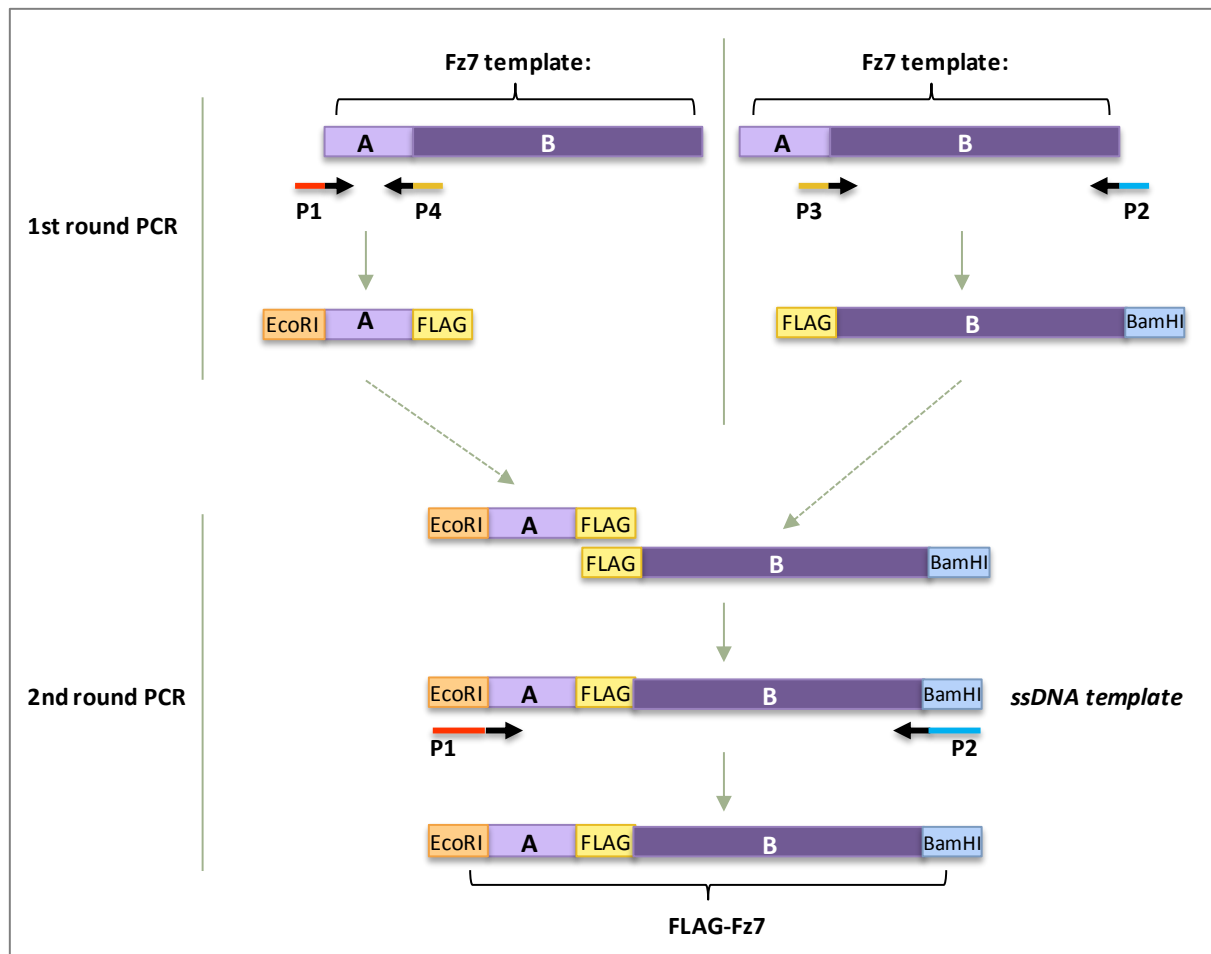 Fz7 template:
Fz7 template:
A
B
A
B
P1
P4
P3
P2
1st round PCR
EcoRI
A
FLAG
FLAG
B
BamHI
EcoRI
A
FLAG
FLAG
B
BamHI
2nd round PCR
EcoRI
A
FLAG
B
BamHI
ssDNA template
P1
P2
EcoRI
A
FLAG
B
BamHI
FLAG-Fz7